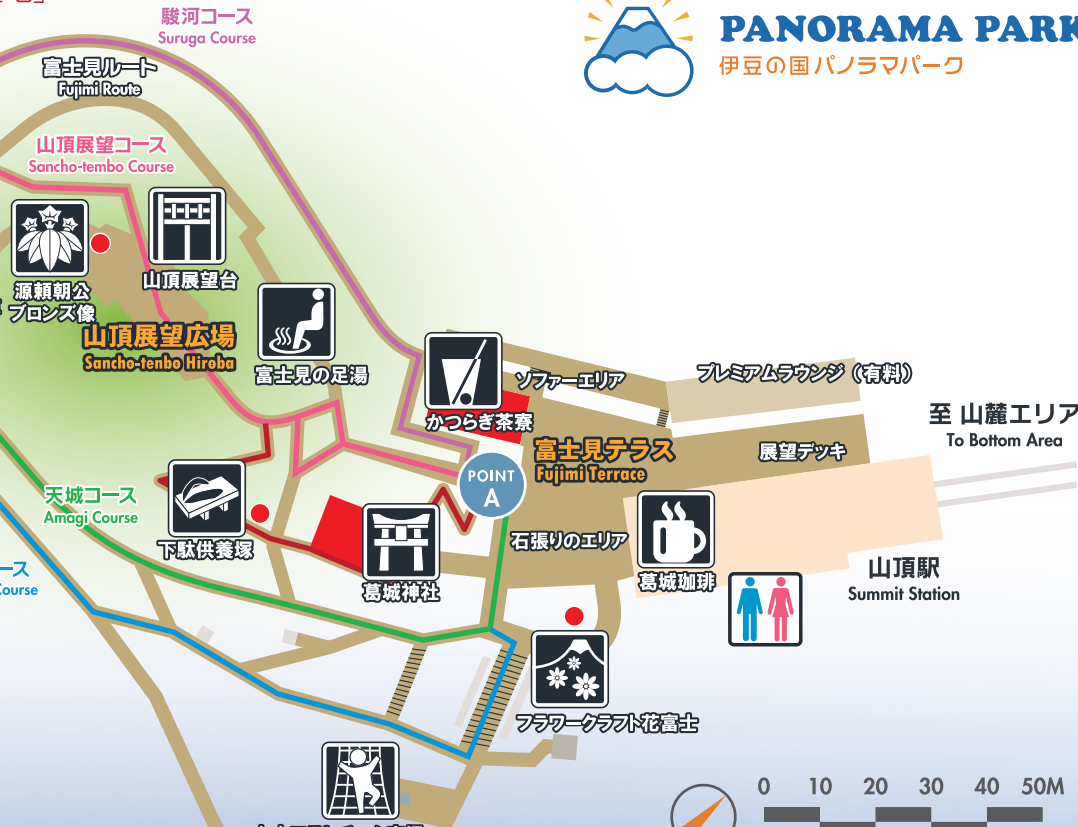 駿河コース
Suruga Course
PANORAMA PARK
伊豆の国パノラマパーク
富士見ルート
Fujimi Route
山頂展望コース
Sancho-tembo Course
山頂展望台
源頼朝公
ブロンズ像
山頂展望広場
Sancho-tenbo Hiroba
富士見の足湯
ソファーエリア
プレミアムラウンジ（有料）
かつらぎ茶寮
至 山麓エリア
To Bottom Area
富士見テラス
Fujimi Terrace
展望デッキ
POINT
A
天城コース
Amagi Course
下駄供養塚
石張りのエリア
葛城神社
葛城珈琲
山頂駅
Summit Station
ース
Course
フラワークラフト花富士
0 10 20 30 40 50M